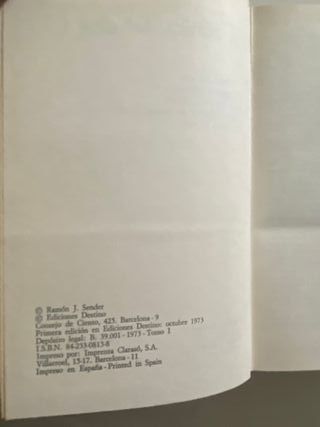 © Ramón J. Sender
© Ediciones Destino
Consejo de Ciento, 425. Barcelona - 9
Primera edición en Ediciones Destino: octubre 1973
Depósito legal: B. 39.001 - 1973 - Tomo I
I.S.B.N. 84-233-0813-8
Impreso por: Imprenta Clarasó, S.A.
Villarroel, 15-17. Barcelona - 11
Impreso en España - Printed in Spain